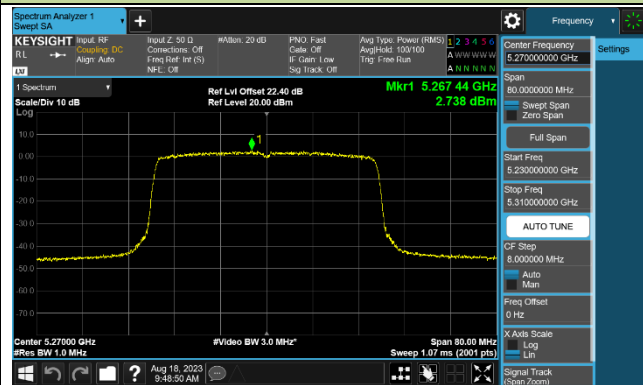 Spectrum Analyzer 1
Swept SA
Frequency
KEYSIGHT
Input: RF
Input Z: 50 Ω
#Atten: 20 dB
PNO: Fast
Avg Type: Power (RMS)
1 2 3 4 5 6
RL
Coupling: DC
Corrections: Off
Gate: Off
Avg|Hold: 100/100
A W W W W W
Align: Auto
Freq Ref: Int (S)
IF Gain: Low
Trig: Free Run
NFE: Off
Sig Track: Off
A N N N N N
LXI
1 Spectrum
Ref Lvl Offset 22.40 dB
Mkr1 5.267 44 GHz
Scale/Div 10 dB
Ref Level 20.00 dBm
2.738 dBm
Log
1
10.0
0.00
-10.0
-20.0
-30.0
-40.0
-50.0
-60.0
-70.0
Center 5.27000 GHz
#Video BW 3.0 MHz*
Span 80.00 MHz
#Res BW 1.0 MHz
Sweep 1.07 ms (2001 pts)
Aug 18, 2023
9:48:50 AM
Center Frequency
5.270000000 GHz
Settings
Span
80.0000000 MHz
Swept Span
Zero Span
Full Span
Start Freq
5.230000000 GHz
Stop Freq
5.310000000 GHz
AUTO TUNE
CF Step
8.000000 MHz
Auto
Man
Freq Offset
0 Hz
X Axis Scale
Log
Lin
Signal Track
(Span Zoom)